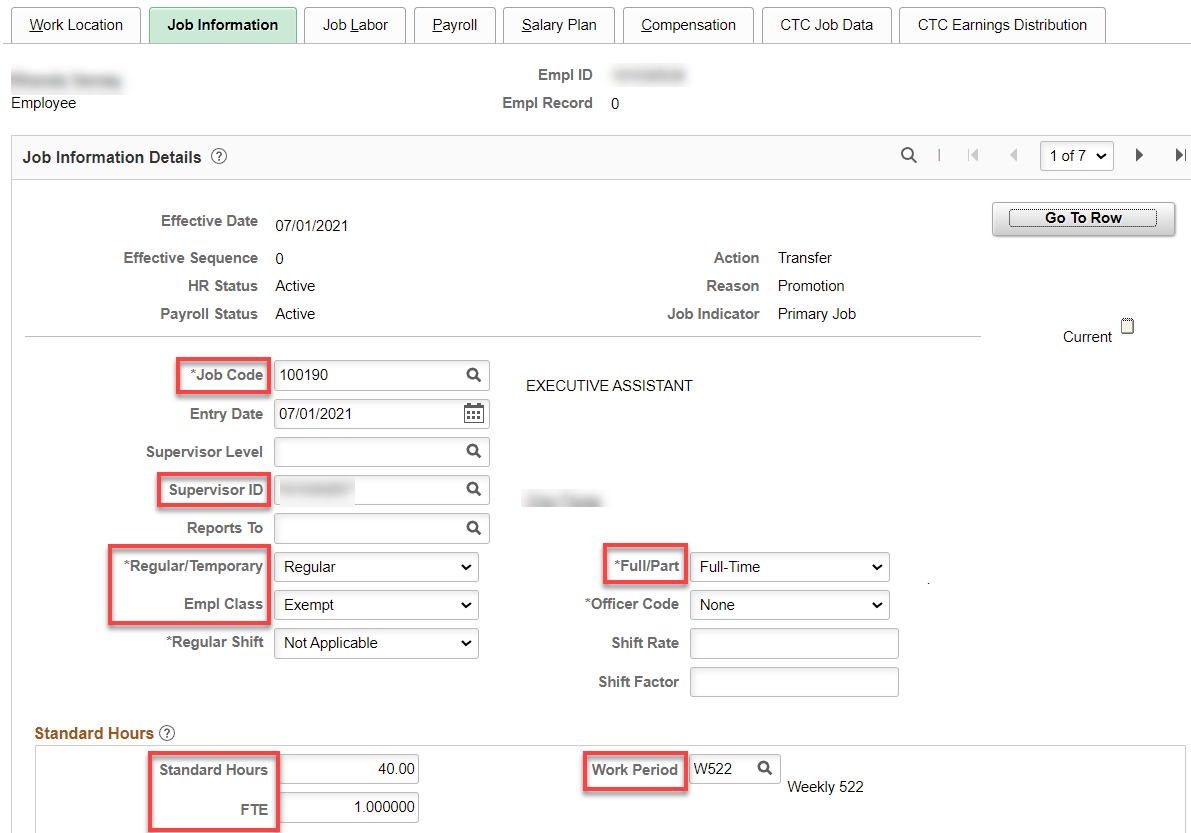 Work Location Job Information Job Labor Payroll Salary Plan Compensation CTC Job Data CTC Earnings Distribution
Empl ID
Employee Empl Record 0
Job Information Details ? 1 of 7
Effective Date 07/01/2021 Go To Row
Effective Sequence 0 Action Transfer
HR Status Active Reason Promotion
Payroll Status Active Job Indicator Primary Job
Current
*Job Code 100190 EXECUTIVE ASSISTANT
Entry Date 07/01/2021
Supervisor Level
Supervisor ID
Reports To
*Regular/Temporary Regular *Full/Part Full-Time
Empl Class Exempt *Officer Code None
*Regular Shift Not Applicable Shift Rate
Shift Factor
Standard Hours ?
Standard Hours 40.00 Work Period W522 Weekly 522
FTE 1.000000